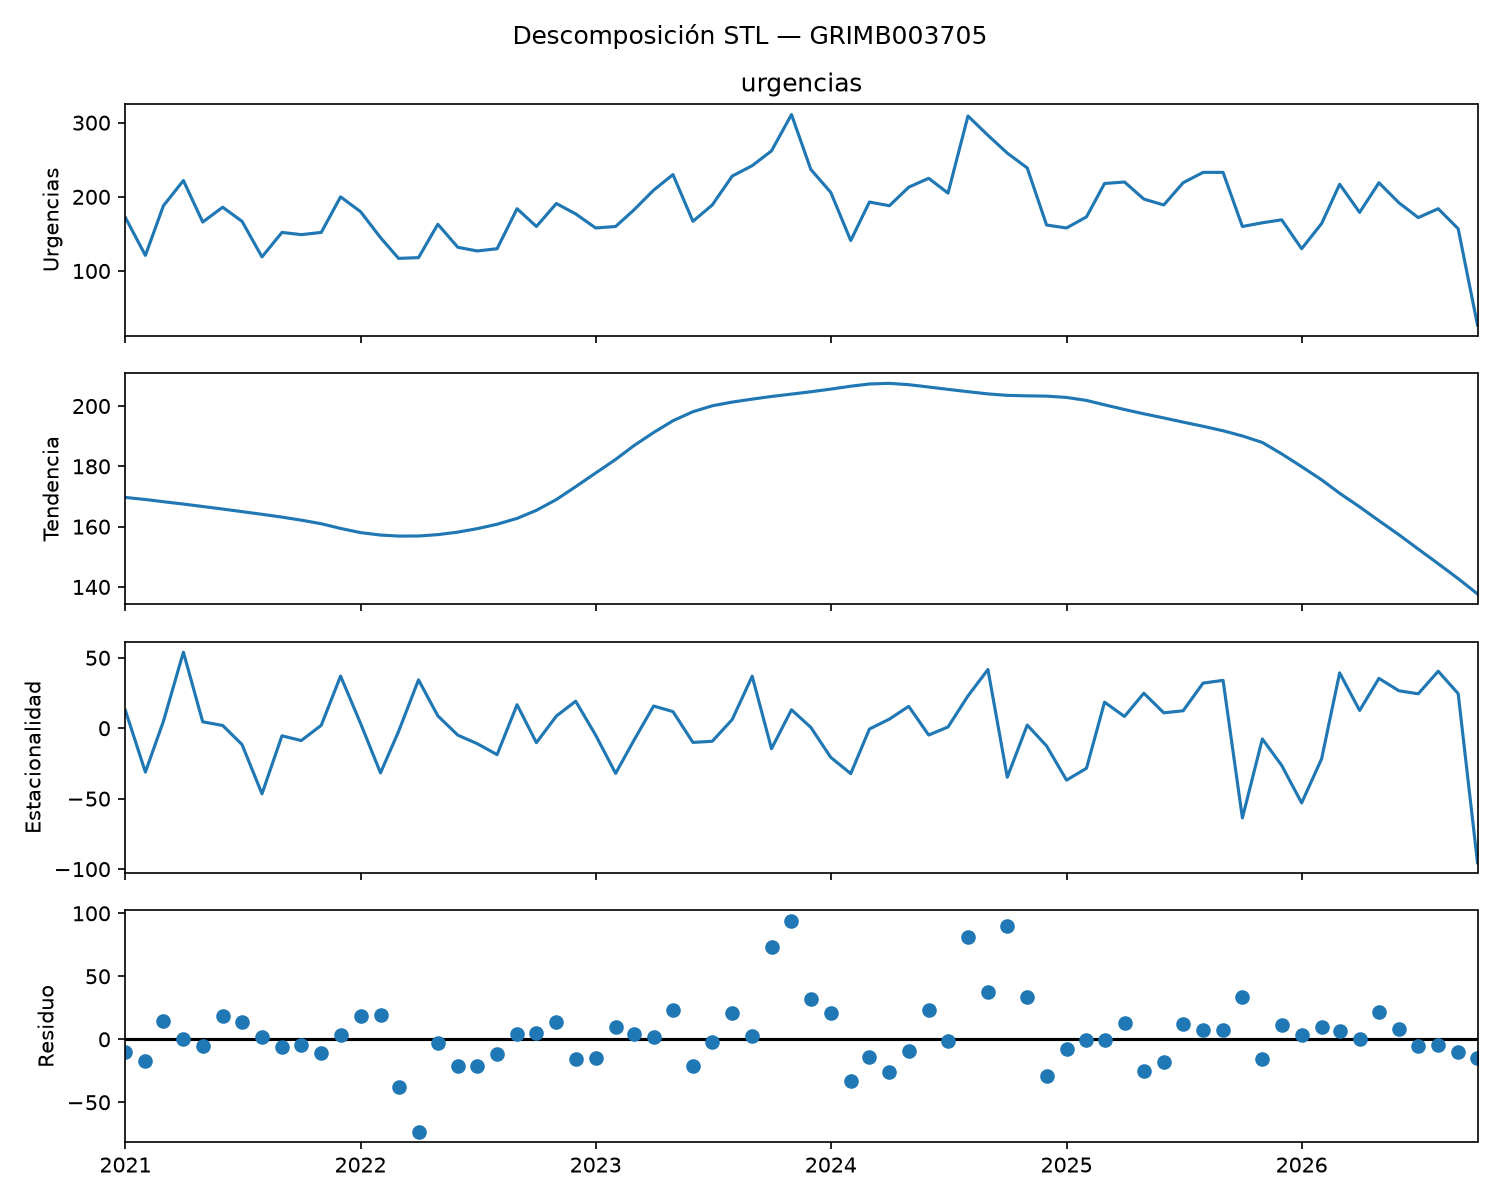 Descomposición STL — GRIMB003705
urgencias
Urgencias
300
200
100
Tendencia
200
180
160
140
Estacionalidad
50
0
−50
−100
Residuo
100
50
0
−50
2021 2022 2023 2024 2025 2026